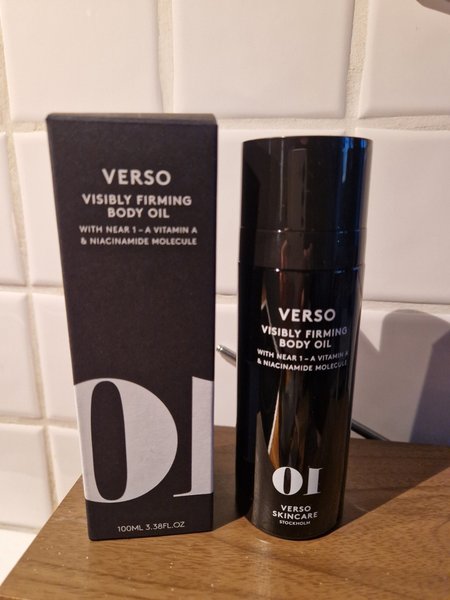 VERSO
VISIBLY FIRMING
BODY OIL
WITH NEAR 1 – A VITAMIN A
& NIACINAMIDE MOLECULE
01
100ML 3.38FL.OZ
VERSO
VISIBLY FIRMING
BODY OIL
WITH NEAR 1 – A VITAMIN A
& NIACINAMIDE MOLECULE
01
VERSO
SKINCARE
STOCKHOLM